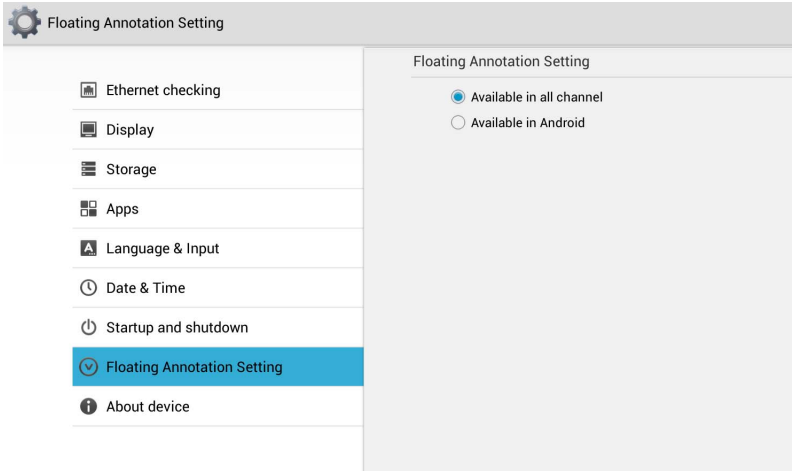 Floating Annotation Setting
Ethernet checking
Display
Storage
Apps
Language & Input
Date & Time
Startup and shutdown
Floating Annotation Setting
About device
Floating Annotation Setting
Available in all channel
Available in Android